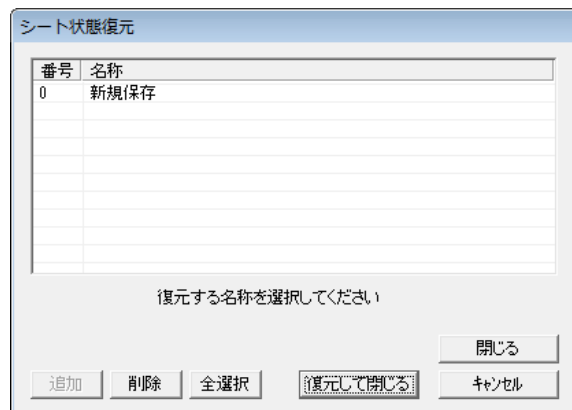 シート状態復元
番号 名称
0 新規保存
復元する名称を選択してください
閉じる
追加 削除 全選択 復元して閉じる キャンセル